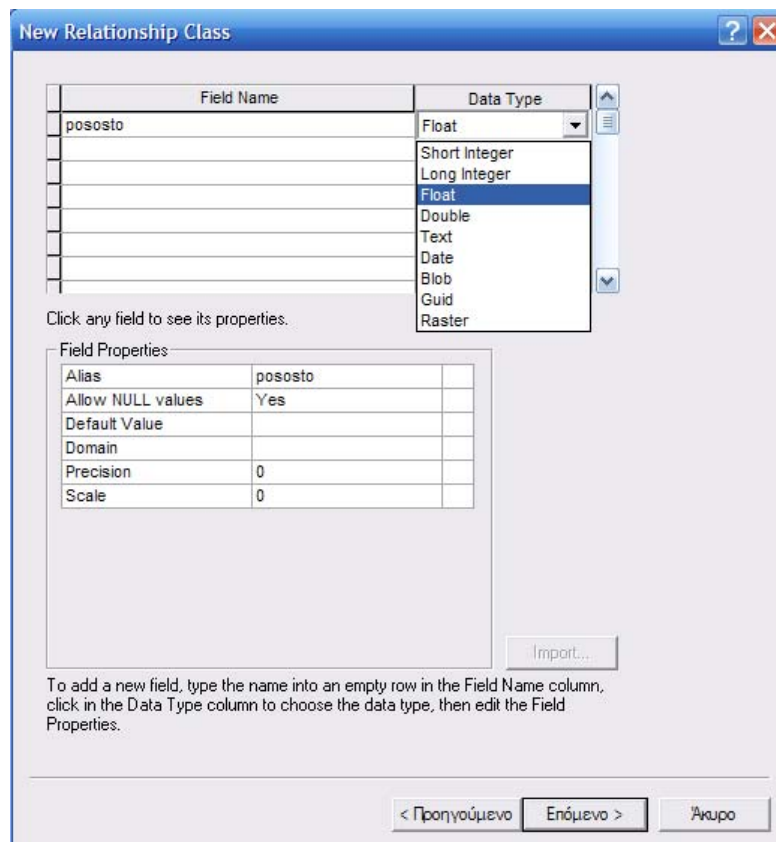 New Relationship Class
Field Name Data Type
pososto Float
Short Integer
Long Integer
Float
Double
Text
Date
Blob
Guid
Raster
Click any field to see its properties.
Field Properties
Alias pososto
Allow NULL values Yes
Default Value
Domain
Precision 0
Scale 0
Import...
To add a new field, type the name into an empty row in the Field Name column,
click in the Data Type column to choose the data type, then edit the Field
Properties.
< Προηγούμενο Επόμενο > Άκυρο